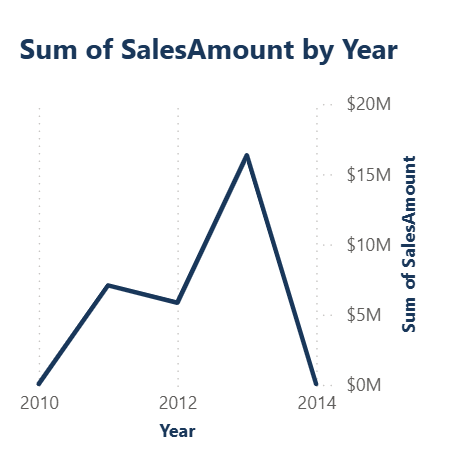 Sum of SalesAmount by Year
$20M
$15M
$10M
$5M
$0M
Sum of SalesAmount
2010 2012 2014
Year